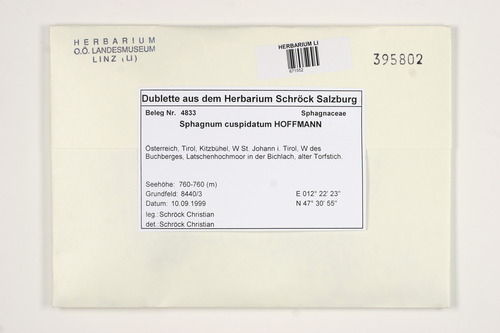 HERBARIUM
O.Ö. LANDESMUSEUM
LINZ (LI)
HERBARIUM LI
395802
Dublette aus dem Herbarium Schröck Salzburg
Beleg Nr. 4833 Sphagnaceae
Sphagnum cuspidatum HOFFMANN
Österreich, Tirol, Kitzbühel, W St. Johann i. Tirol, W des
Buchberges, Latschenhochmoor in der Bichlach, alter Torfstich.
Seehöhe: 760-760 (m)
Grundfeld: 8440/3 E 012° 22' 23"
Datum: 10.09.1999 N 47° 30' 55"
leg.: Schröck Christian
det.: Schröck Christian